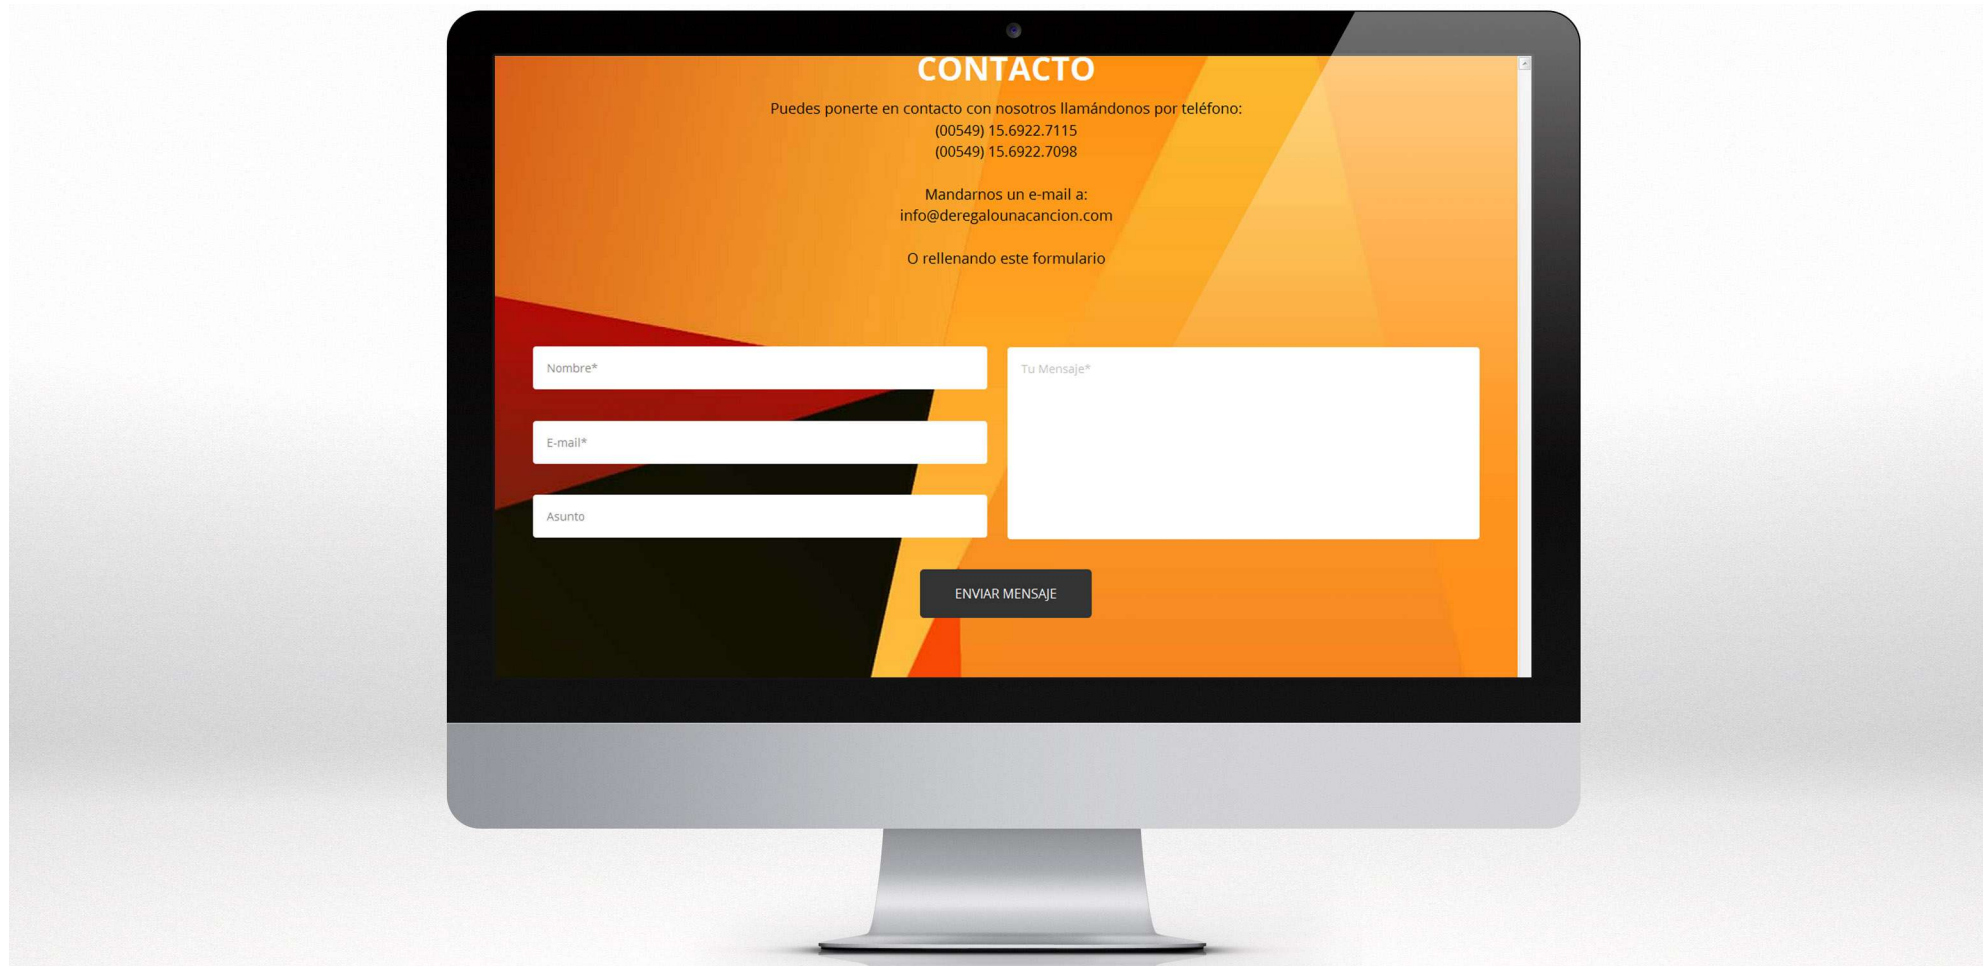 CONTACTO
Puedes ponerte en contacto con nosotros llamándonos por teléfono:
(00549) 15.6922.7115
(00549) 15.6922.7098
Mandarnos un e-mail a:
info@deregalounacancion.com
O rellenando este formulario
Nombre*
Tu Mensaje*
E-mail*
Asunto
ENVIAR MENSAJE